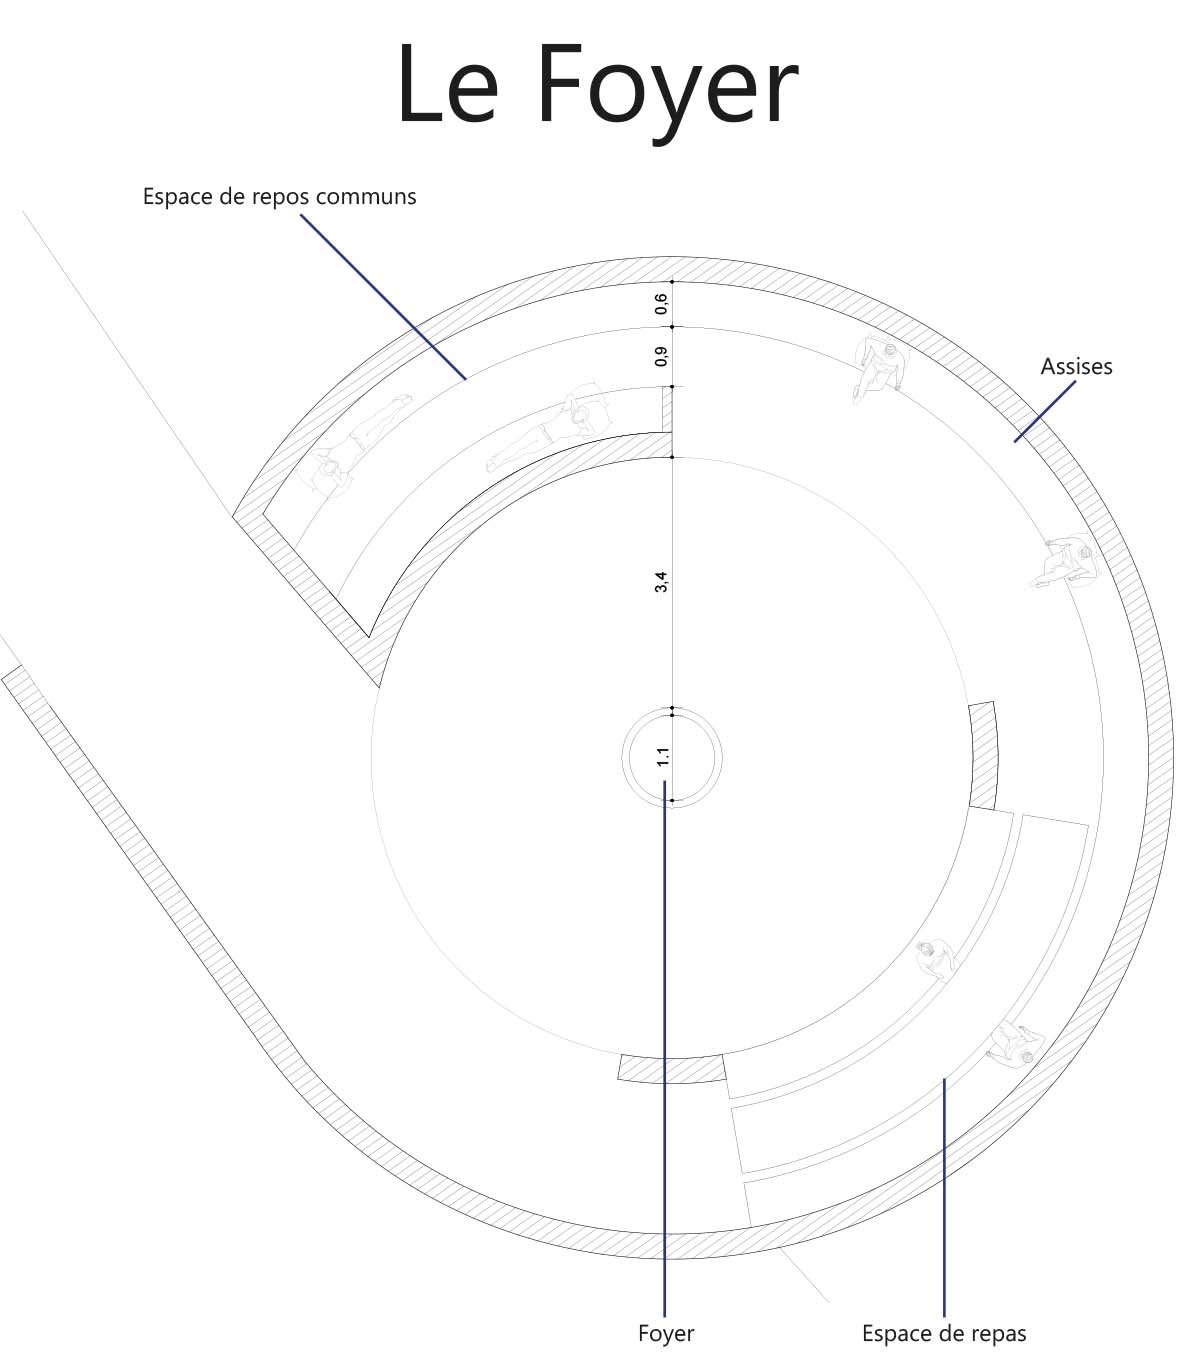 Le Foyer
Espace de repos communs
0,6
0,9
Assises
3,4
1.1
Foyer
Espace de repas